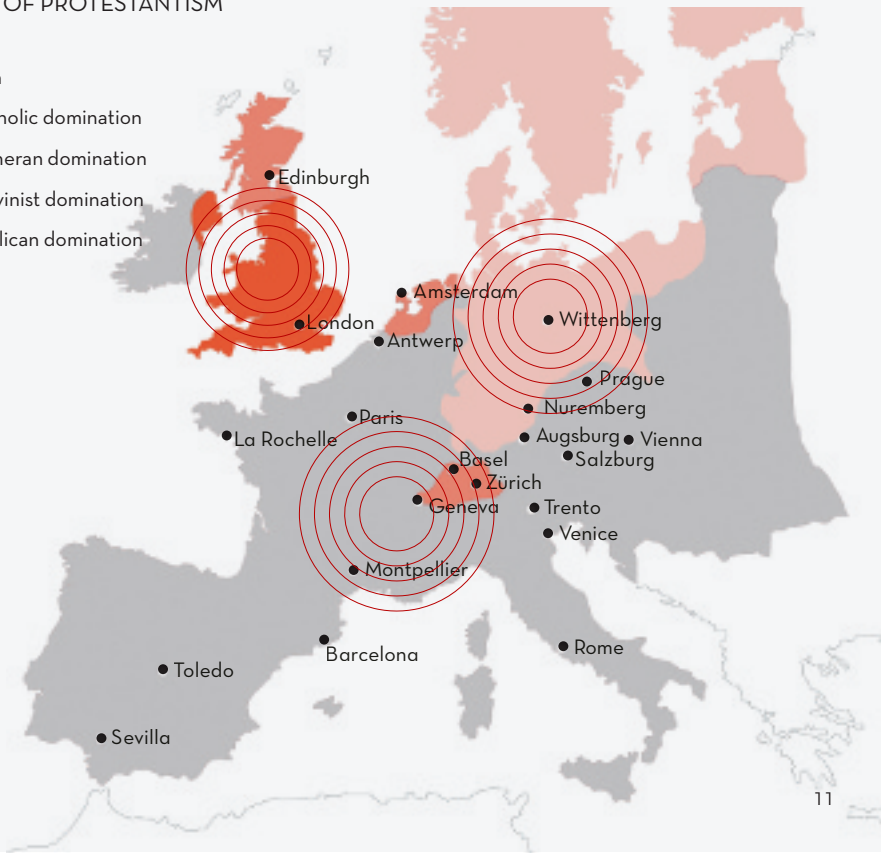 OF PROTESTANTISM
holic domination
heran domination
vinist domination
lican domination
Edinburgh
Amsterdam
London
Wittenberg
Antwerp
Prague
Nuremberg
Paris
La Rochelle
Augsburg
Vienna
Basel
Salzburg
Zürich
Geneva
Trento
Venice
Montpellier
Rome
Barcelona
Toledo
Sevilla
11